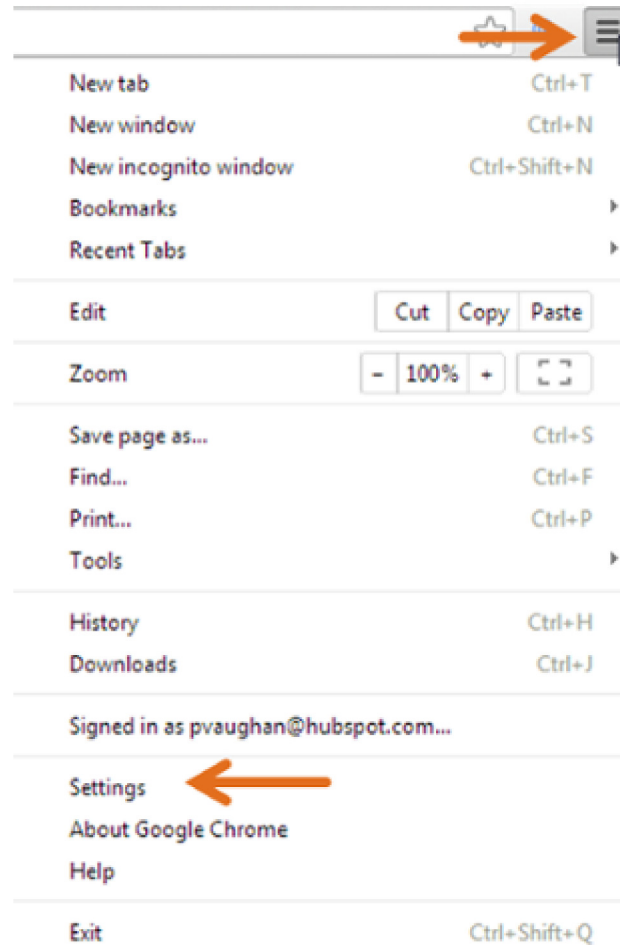 New tab Ctrl+T
New window Ctrl+N
New incognito window Ctrl+Shift+N
Bookmarks
Recent Tabs
Edit Cut Copy Paste
Zoom - 100% +
Save page as... Ctrl+S
Find... Ctrl+F
Print... Ctrl+P
Tools
History Ctrl+H
Downloads Ctrl+J
Signed in as pvaughan@hubspot.com...
Settings
About Google Chrome
Help
Exit Ctrl+Shift+Q